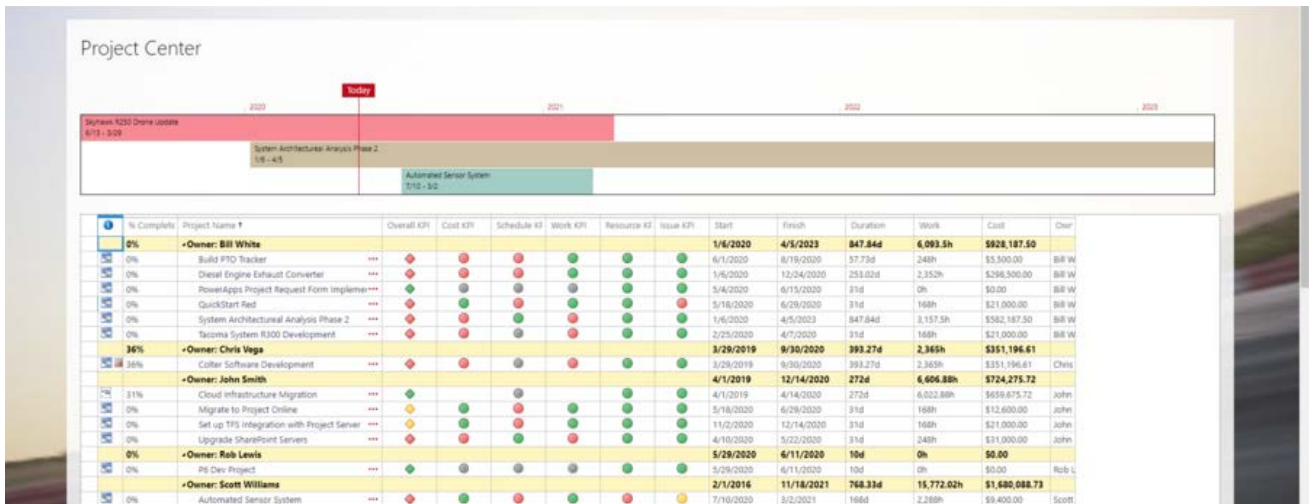 Project Center
Today
2020 2021 2022 2023
Skyhawk R250 Drone Update
6/13 - 3/29
System Architectureal Analysis Phase 2
1/6 - 4/5
Automated Sensor System
7/10 - 3/2
% Complete Project Name Overall KPI Cost KPI Schedule KF Work KPI Resource KF Issue KPI Start Finish Duration Work Cost Owr
0% Owner: Bill White 1/6/2020 4/5/2023 847.84d 6,093.5h $928,187.50
0% Build PTO Tracker ••• 6/1/2020 8/19/2020 57.73d 248h $5,500.00 Bill W
0% Diesel Engine Exhaust Converter ••• 1/6/2020 12/24/2020 253.02d 2,352h $298,500.00 Bill W
0% PowerApps Project Request Form Implemer ••• 5/4/2020 6/15/2020 31d 0h $0.00 Bill W
0% QuickStart Red ••• 5/18/2020 6/29/2020 31d 168h $21,000.00 Bill W
0% System Architectureal Analysis Phase 2 ••• 1/6/2020 4/5/2023 847.84d 3,157.5h $582,187.50 Bill W
0% Tacoma System R300 Development ••• 2/25/2020 4/7/2020 31d 168h $21,000.00 Bill W
36% Owner: Chris Vega 3/29/2019 9/30/2020 393.27d 2,365h $351,196.61
36% Colter Software Development ••• 3/29/2019 9/30/2020 393.27d 2,365h $351,196.61 Chris
Owner: John Smith 4/1/2019 12/14/2020 272d 6,606.88h $724,275.72
31% Cloud Infrastructure Migration ••• 4/1/2019 4/14/2020 272d 6,022.88h $659,675.72 John
0% Migrate to Project Online ••• 5/18/2020 6/29/2020 31d 168h $12,600.00 John
0% Set up TFS Integration with Project Server ••• 11/2/2020 12/14/2020 31d 168h $21,000.00 John
0% Upgrade SharePoint Servers ••• 4/10/2020 5/22/2020 31d 248h $31,000.00 John
0% Owner: Rob Lewis 5/29/2020 6/11/2020 10d 0h $0.00
0% P6 Dev Project ••• 5/29/2020 6/11/2020 10d 0h $0.00 Rob L
Owner: Scott Williams 2/1/2016 11/18/2021 768.33d 15,772.02h $1,680,088.73
0% Automated Sensor System ••• 7/10/2020 3/2/2021 168d 2,288h $9,400.00 Scott